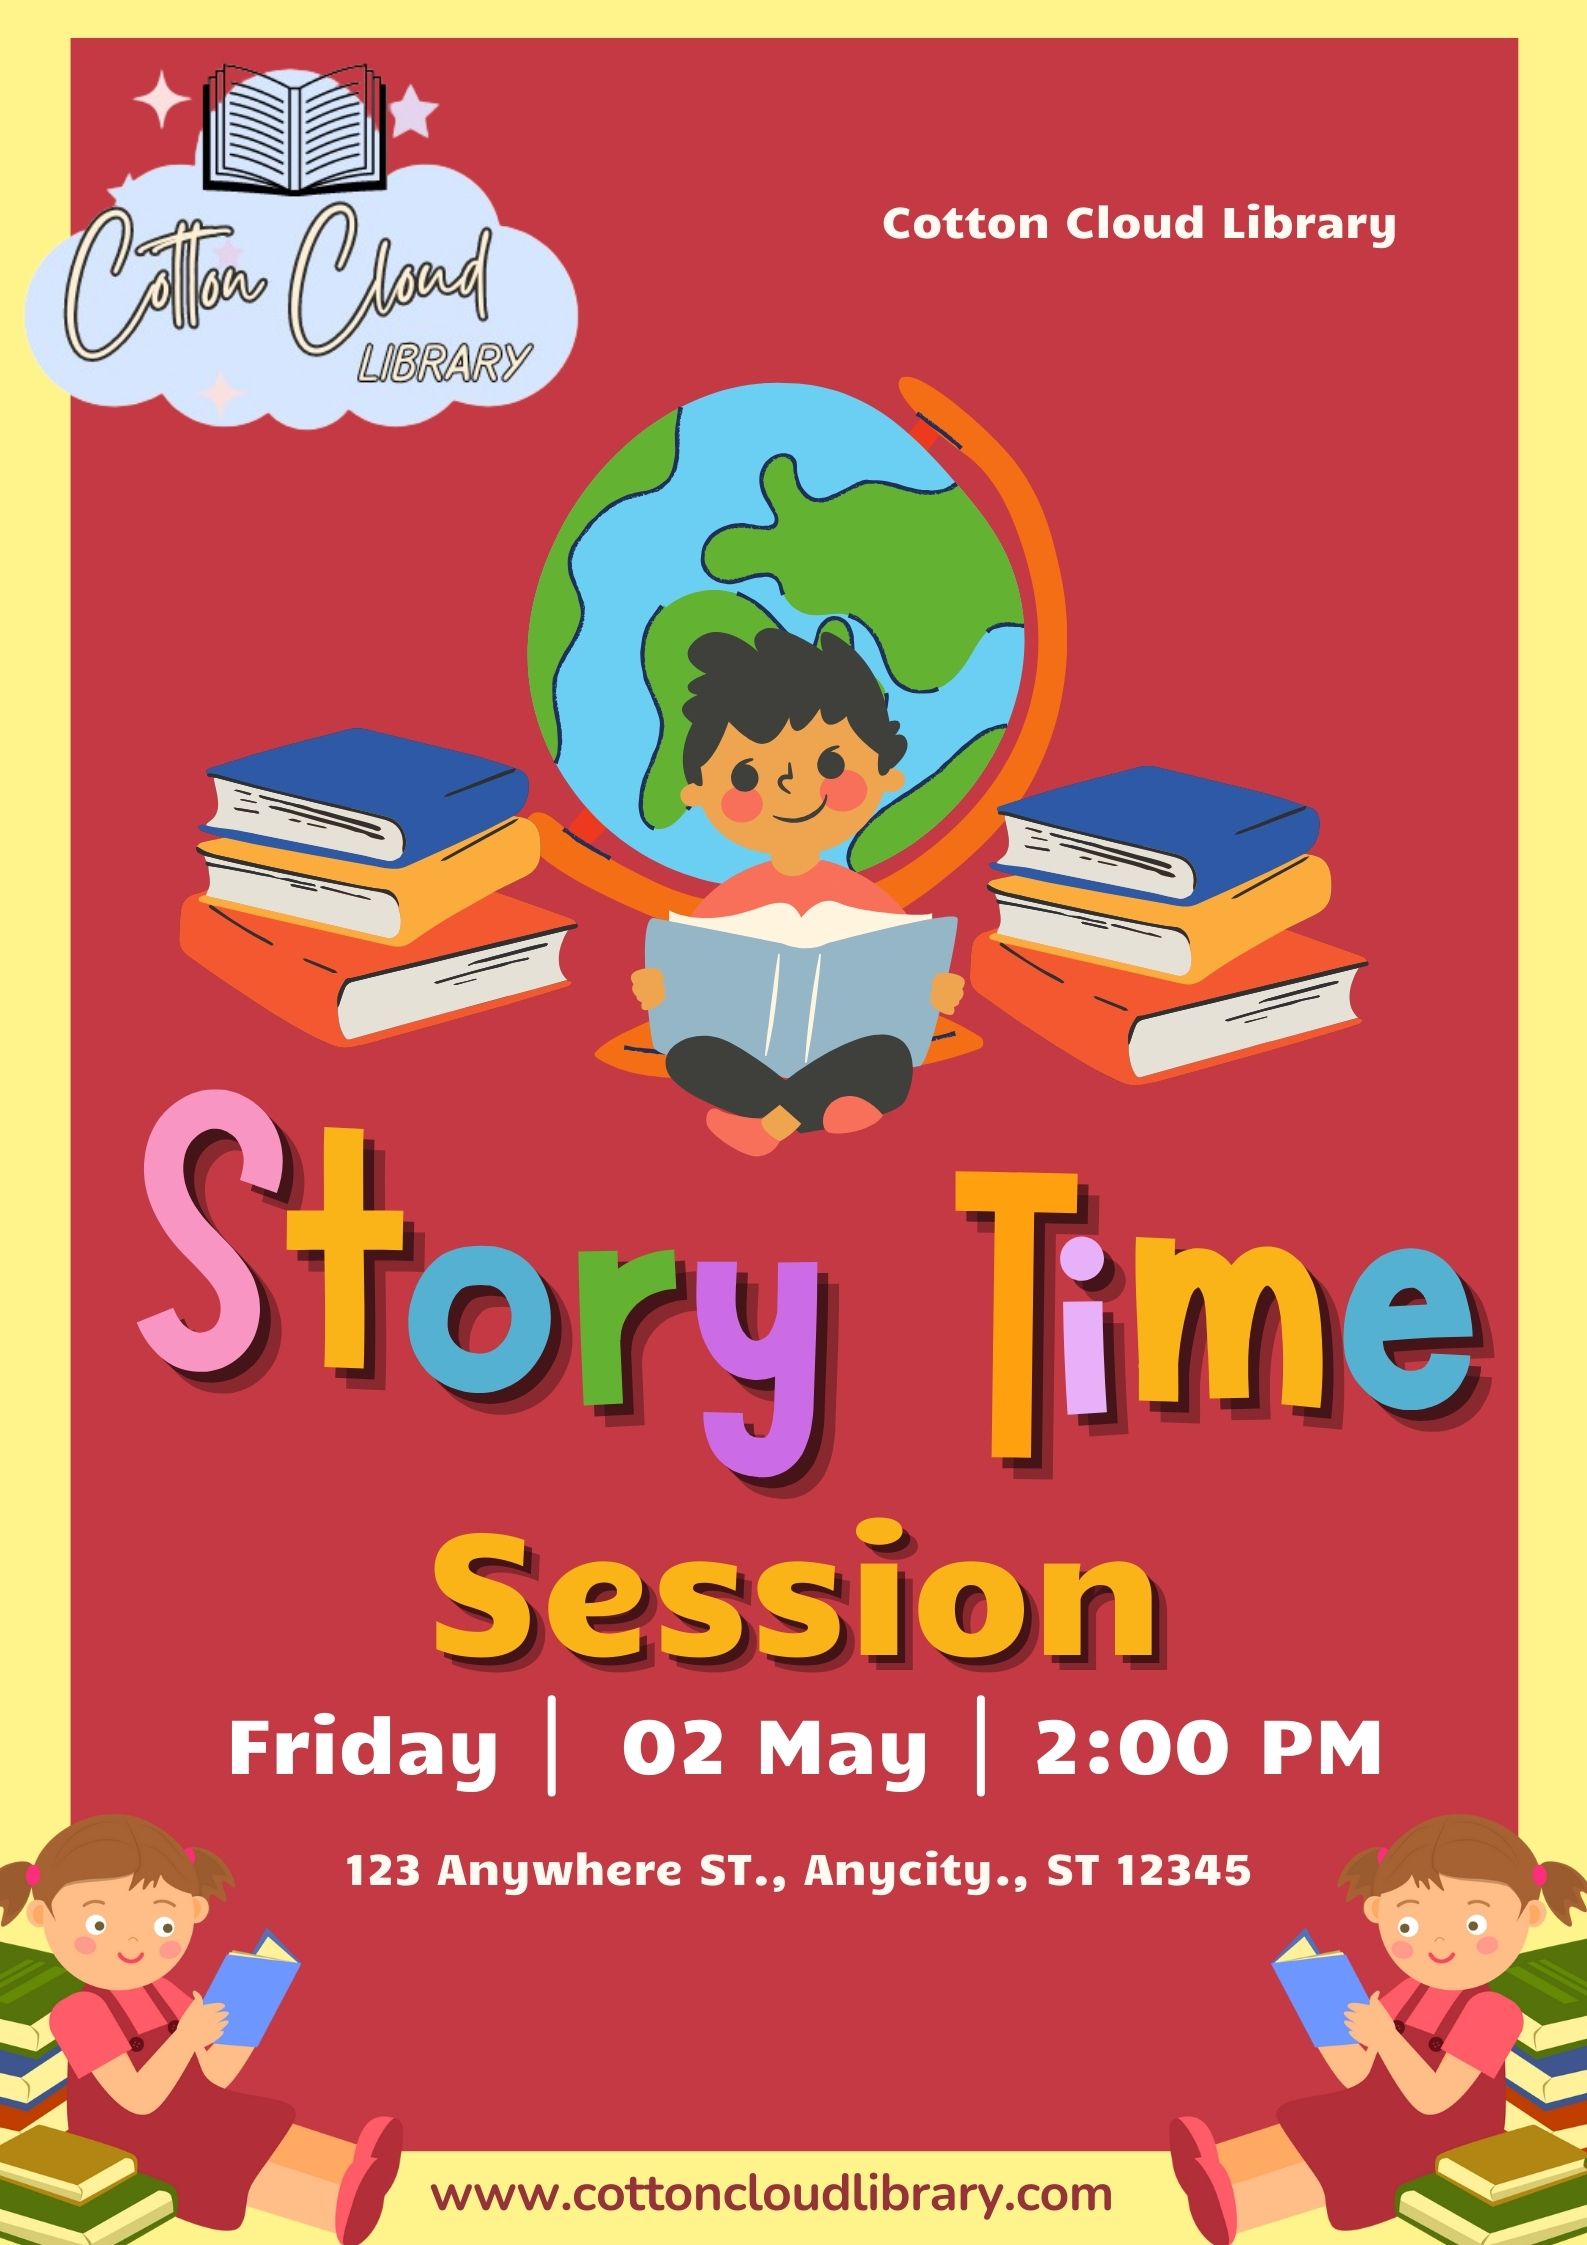 Cotton Cloud
LIBRARY
Cotton Cloud Library
Story Time
Session
Friday | 02 May | 2:00 PM
123 Anywhere ST., Anycity., ST 12345
www.cottoncloudlibrary.com